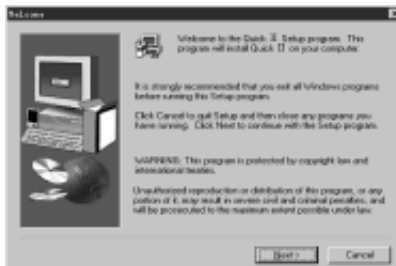 Welcome
Welcome to the Quick II Setup program. This
program will install Quick II on your computer.
It is strongly recommended that you exit all Windows programs
before running this Setup program.
Click Cancel to quit Setup and then close any programs you
have running. Click Next to continue with the Setup program.
WARNING: This program is protected by copyright law and
international treaties.
Unauthorized reproduction or distribution of this program, or any
portion of it, may result in severe civil and criminal penalties, and
will be prosecuted to the maximum extent possible under law.
Next >
Cancel